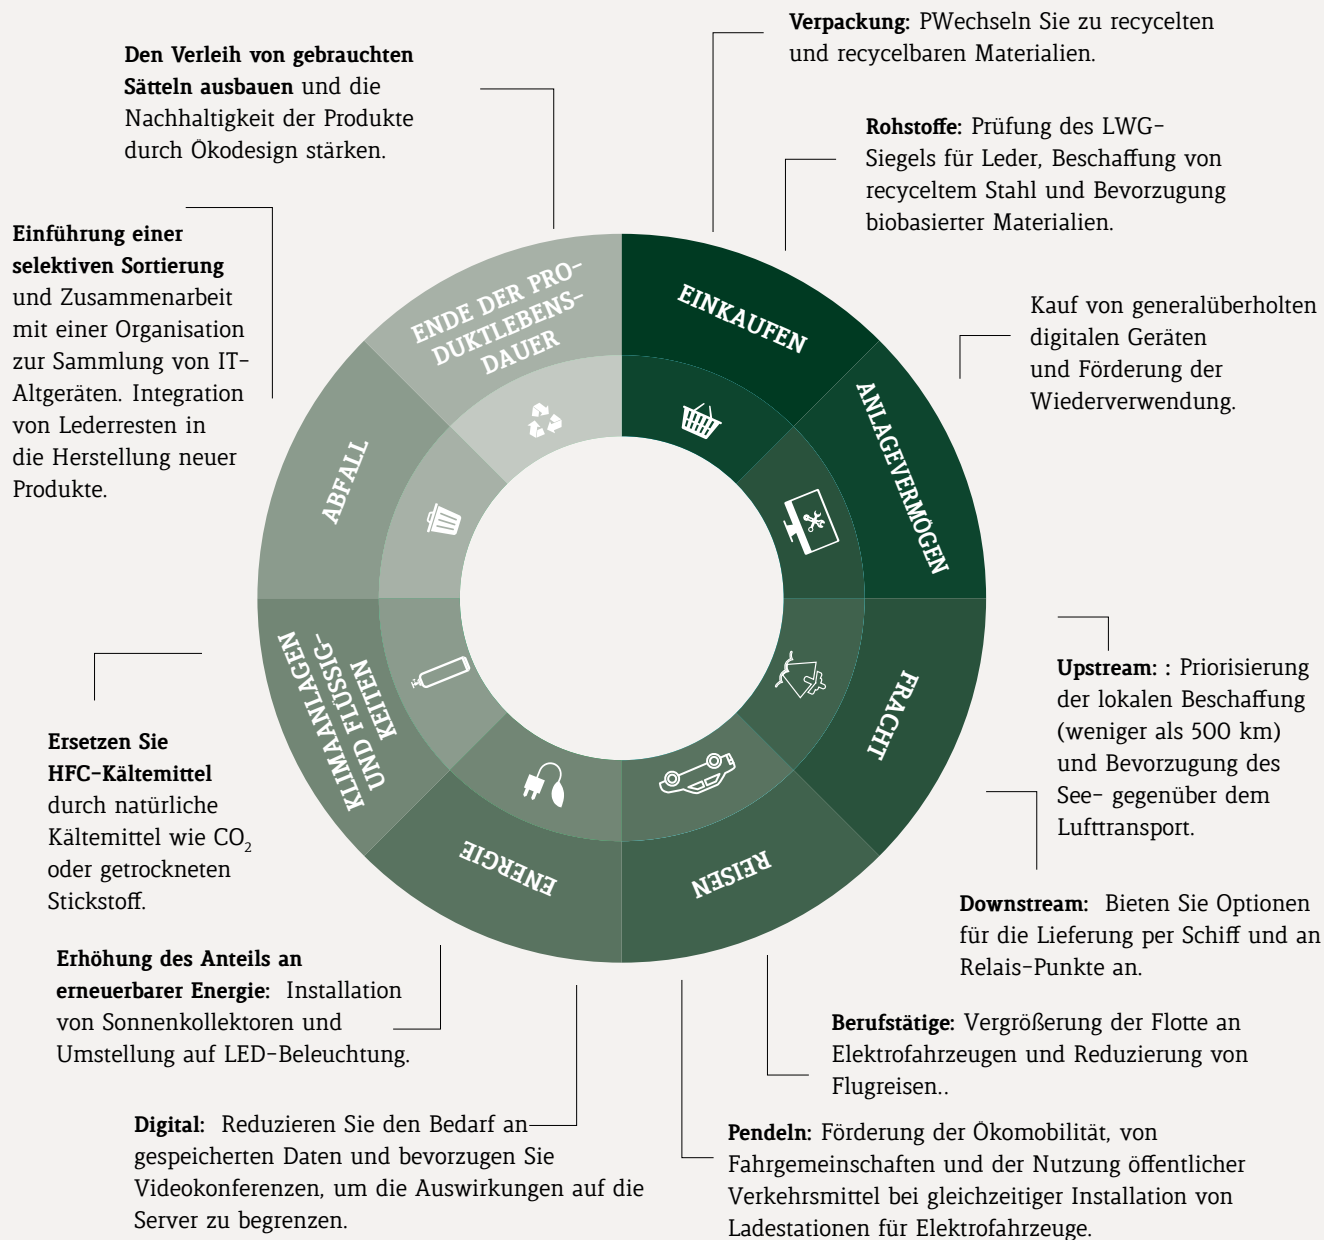 Verpackung: PWechseln Sie zu recycelten
und recycelbaren Materialien.
Rohstoffe: Prüfung des LWG-
Siegels für Leder, Beschaffung von
recyceltem Stahl und Bevorzugung
biobasierter Materialien.
Kauf von generalüberholten
digitalen Geräten
und Förderung der
Wiederverwendung.
Upstream: : Priorisierung
der lokalen Beschaffung
(weniger als 500 km)
und Bevorzugung des
See- gegenüber dem
Lufttransport.
Downstream: Bieten Sie Optionen
für die Lieferung per Schiff und an
Relais-Punkte an.
Berufstätige: Vergrößerung der Flotte an
Elektrofahrzeugen und Reduzierung von
Flugreisen..
Pendeln: Förderung der Ökomobilität, von
Fahrgemeinschaften und der Nutzung öffentlicher
Verkehrsmittel bei gleichzeitiger Installation von
Ladestationen für Elektrofahrzeuge.
Digital: Reduzieren Sie den Bedarf an
gespeicherten Daten und bevorzugen Sie
Videokonferenzen, um die Auswirkungen auf die
Server zu begrenzen.
Erhöhung des Anteils an
erneuerbarer Energie: Installation
von Sonnenkollektoren und
Umstellung auf LED-Beleuchtung.
Ersetzen Sie
HFC-Kältemittel
durch natürliche
Kältemittel wie CO₂
oder getrockneten
Stickstoff.
Einführung einer
selektiven Sortierung
und Zusammenarbeit
mit einer Organisation
zur Sammlung von IT-
Altgeräten. Integration
von Lederresten in
die Herstellung neuer
Produkte.
Den Verleih von gebrauchten
Sätteln ausbauen und die
Nachhaltigkeit der Produkte
durch Ökodesign stärken.
EINKAUFEN
ANLAGEVERMÖGEN
FRACHT
REISEN
ENERGIE
KLIMAANLAGEN
UND FLÜSSIG-
KEITEN
ABFALL
ENDE DER PRO-
DUKTLEBENS-
DAUER